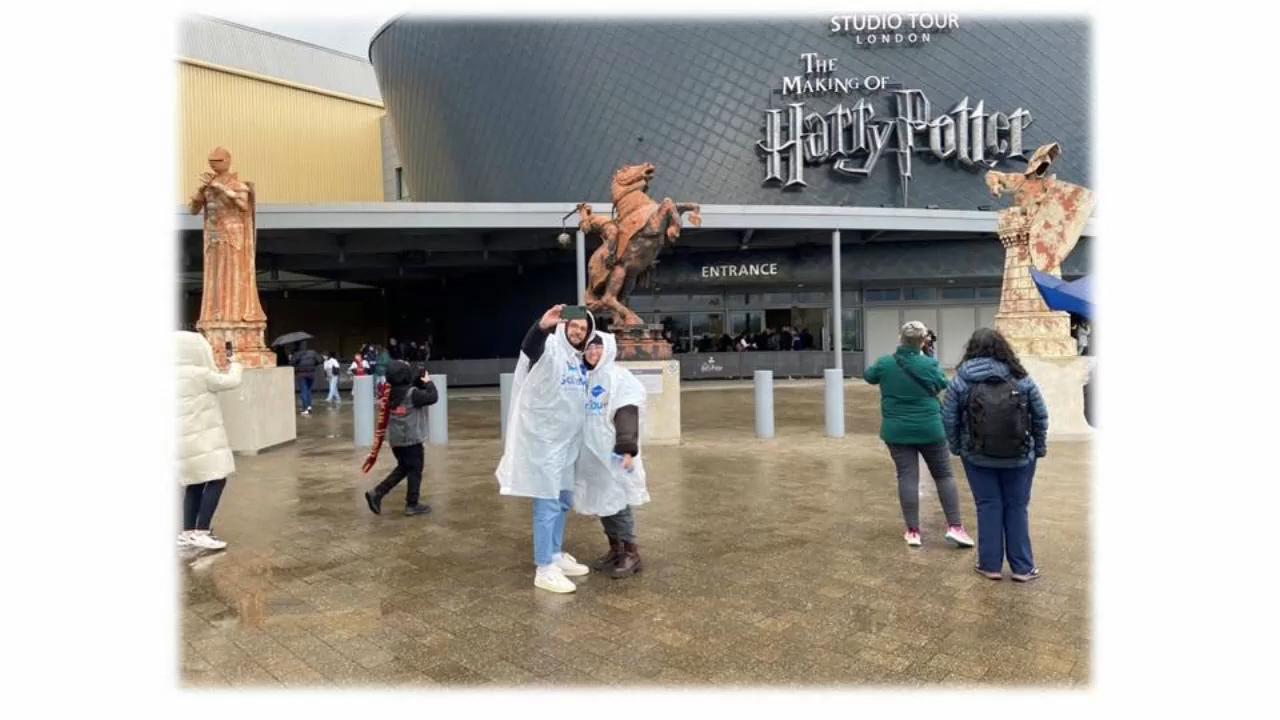 STUDIO TOUR
LONDON
THE
MAKING OF
Harry Potter
ENTRANCE